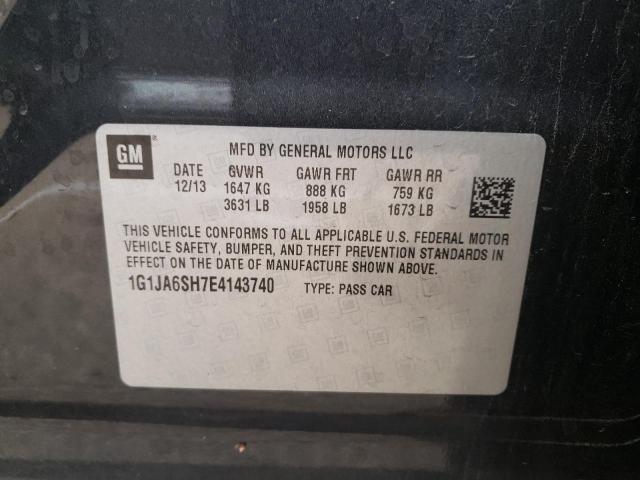 GM
MFD BY GENERAL MOTORS LLC
DATE GVWR GAWR FRT GAWR RR
12/13 1647 KG 888 KG 759 KG
3631 LB 1958 LB 1673 LB
THIS VEHICLE CONFORMS TO ALL APPLICABLE U.S. FEDERAL MOTOR
VEHICLE SAFETY, BUMPER, AND THEFT PREVENTION STANDARDS IN
EFFECT ON THE DATE OF MANUFACTURE SHOWN ABOVE.
1G1JA6SH7E4143740 TYPE: PASS CAR